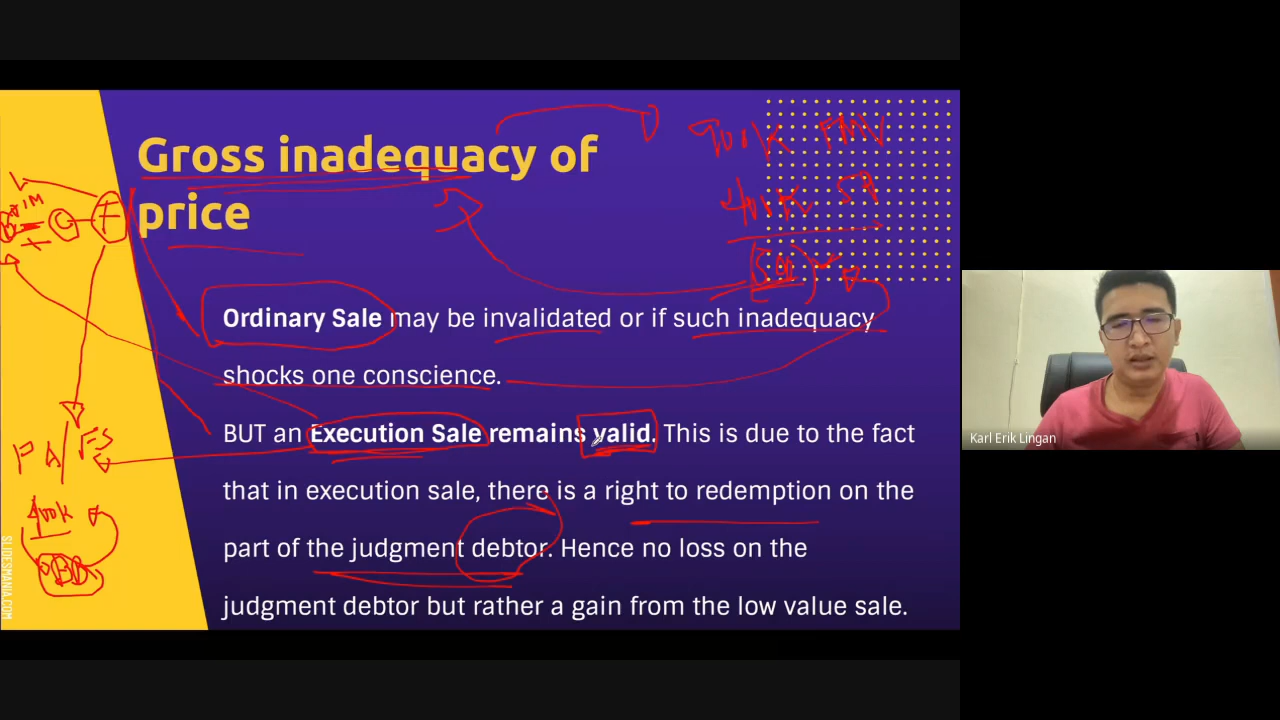 Gross inadequacy of
price
Ordinary Sale may be invalidated or if such inadequacy
shocks one conscience.
BUT an Execution Sale remains valid. This is due to the fact
that in execution sale, there is a right to redemption on the
part of the judgment debtor. Hence no loss on the
judgment debtor but rather a gain from the low value sale.
900K FMV
400K SP
400K
SLIDESMANIA.COM
Karl Erik Lingan